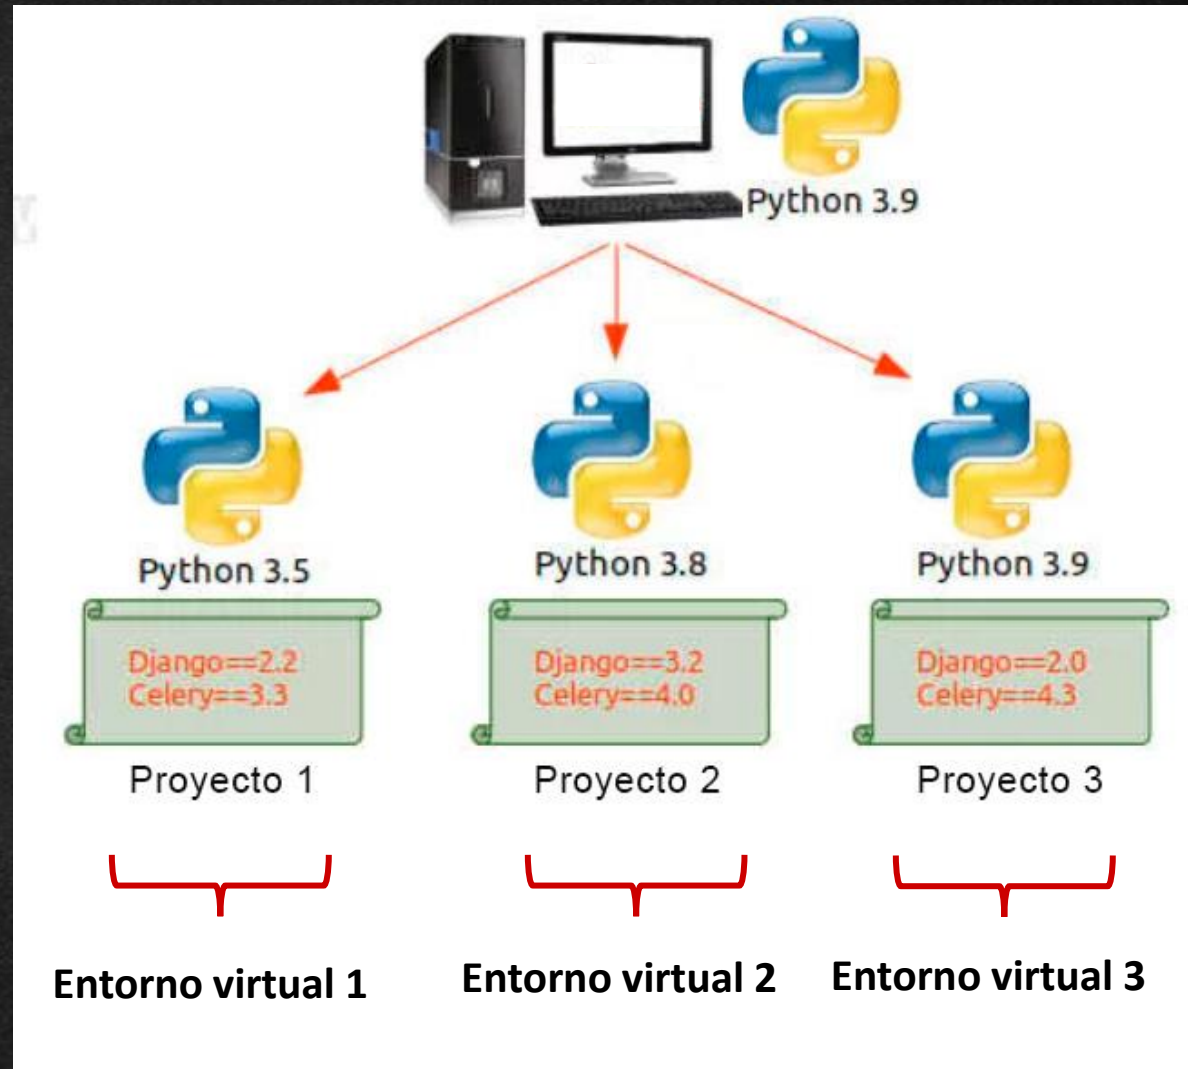 Python 3.9
Python 3.5
Python 3.8
Python 3.9
Django==2.2
Celery==3.3
Django==3.2
Celery==4.0
Django==2.0
Celery==4.3
Proyecto 1
Proyecto 2
Proyecto 3
Entorno virtual 1
Entorno virtual 2
Entorno virtual 3